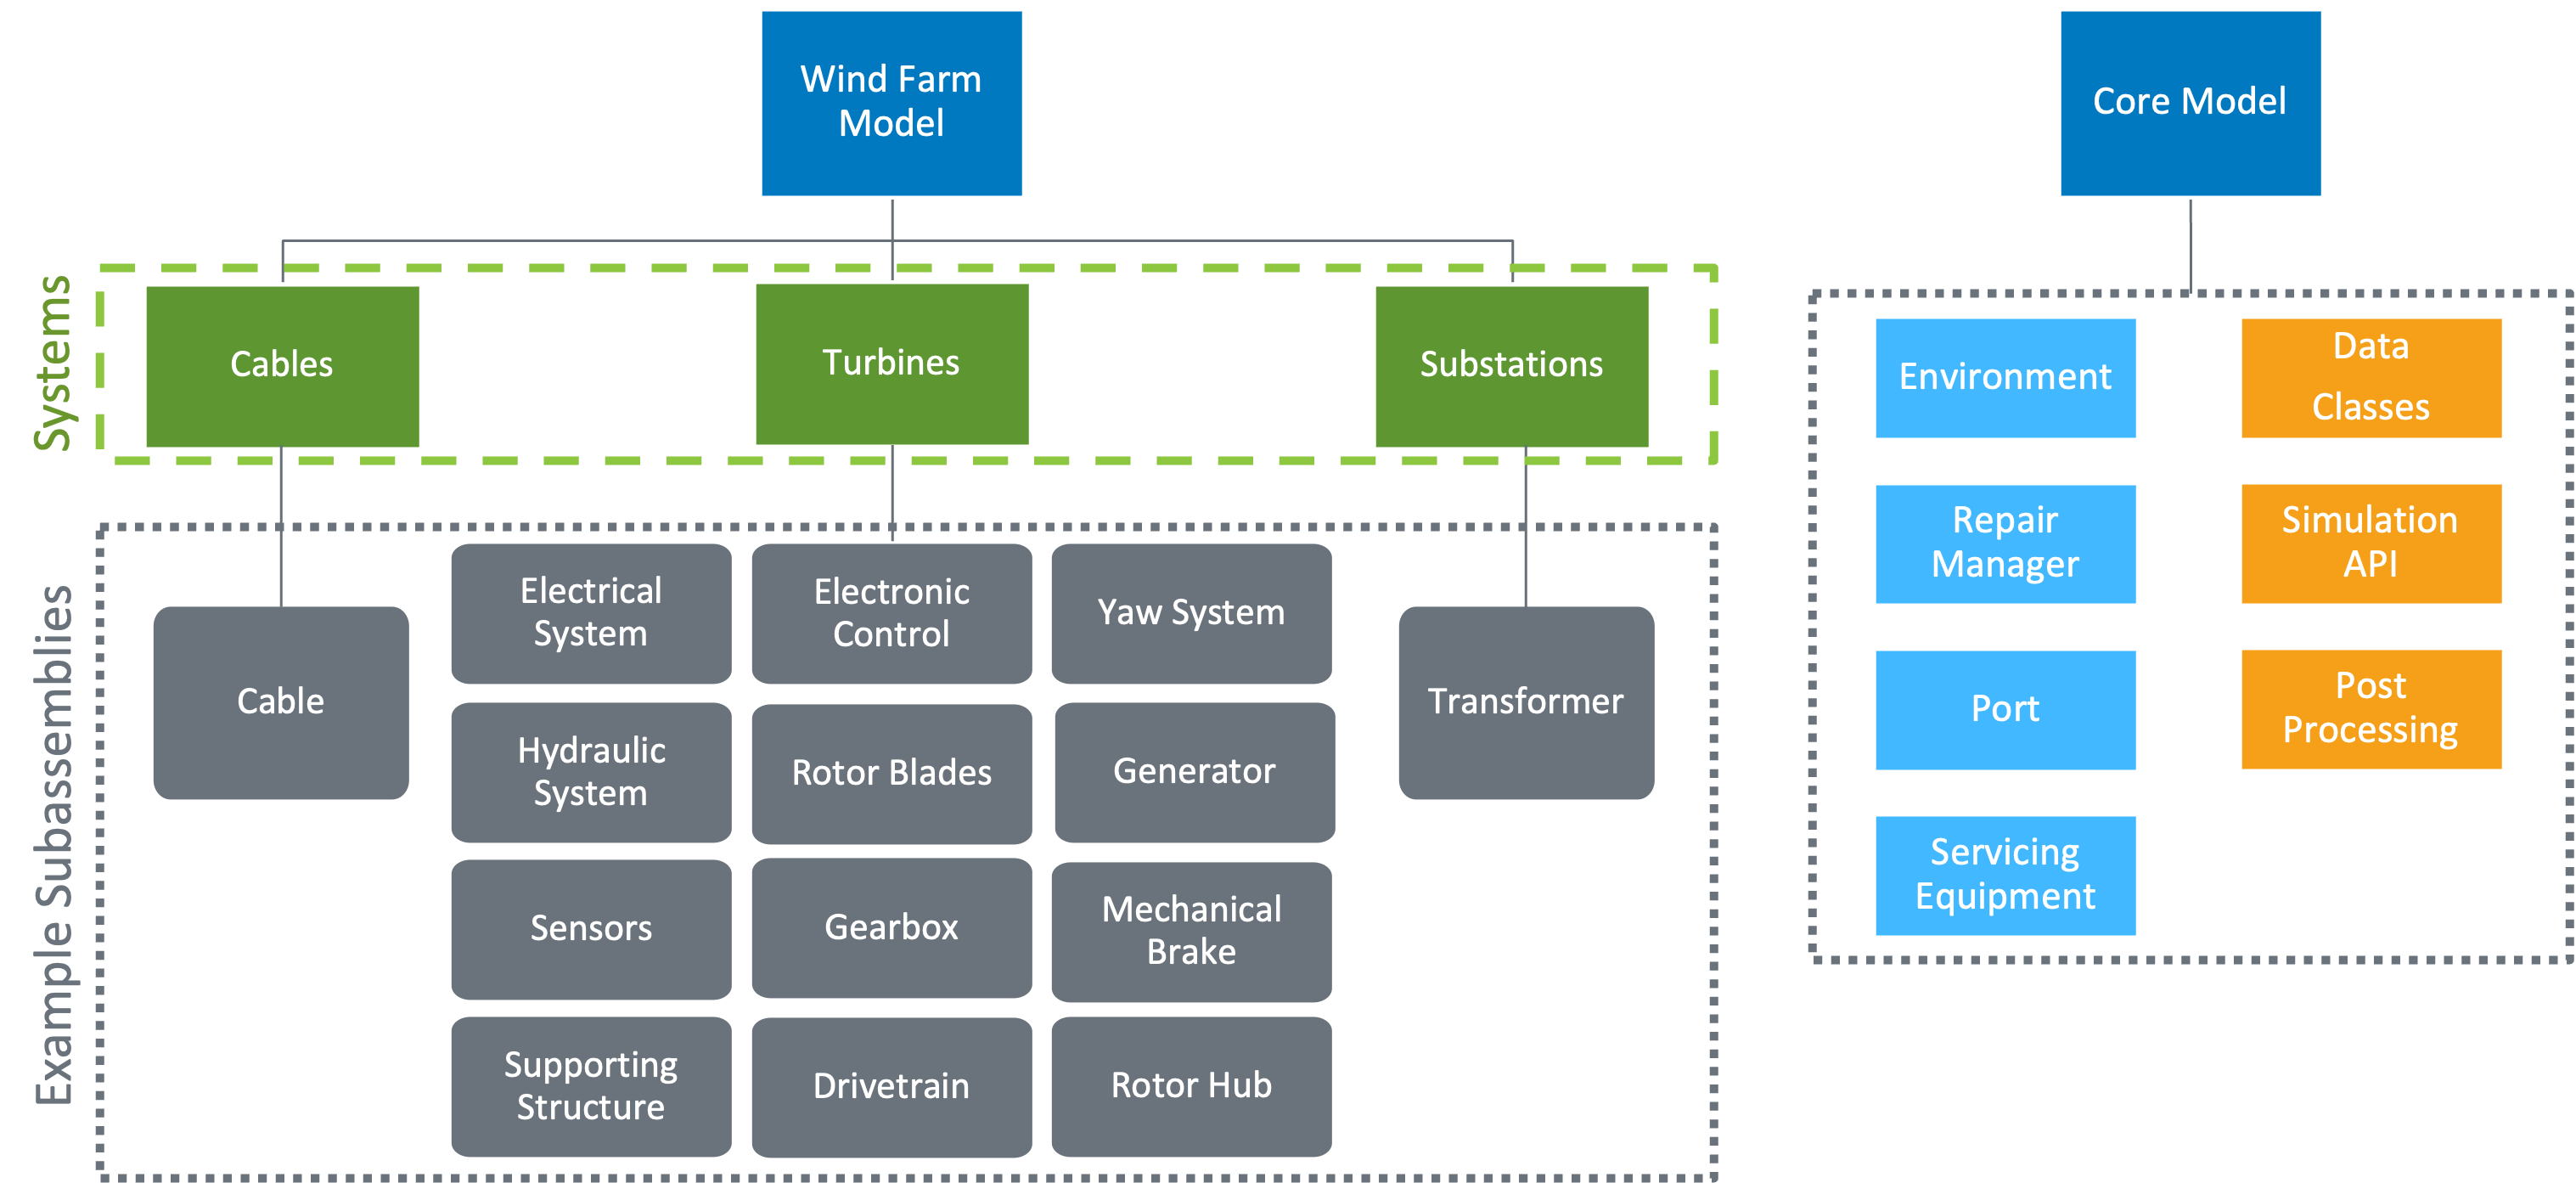 Wind Farm
Model
Core Model
Systems
Cables
Turbines
Substations
Example Subassemblies
Cable
Electrical
System
Electronic
Control
Yaw System
Hydraulic
System
Rotor Blades
Generator
Sensors
Gearbox
Mechanical
Brake
Supporting
Structure
Drivetrain
Rotor Hub
Transformer
Environment
Data
Classes
Repair
Manager
Simulation
API
Port
Post
Processing
Servicing
Equipment